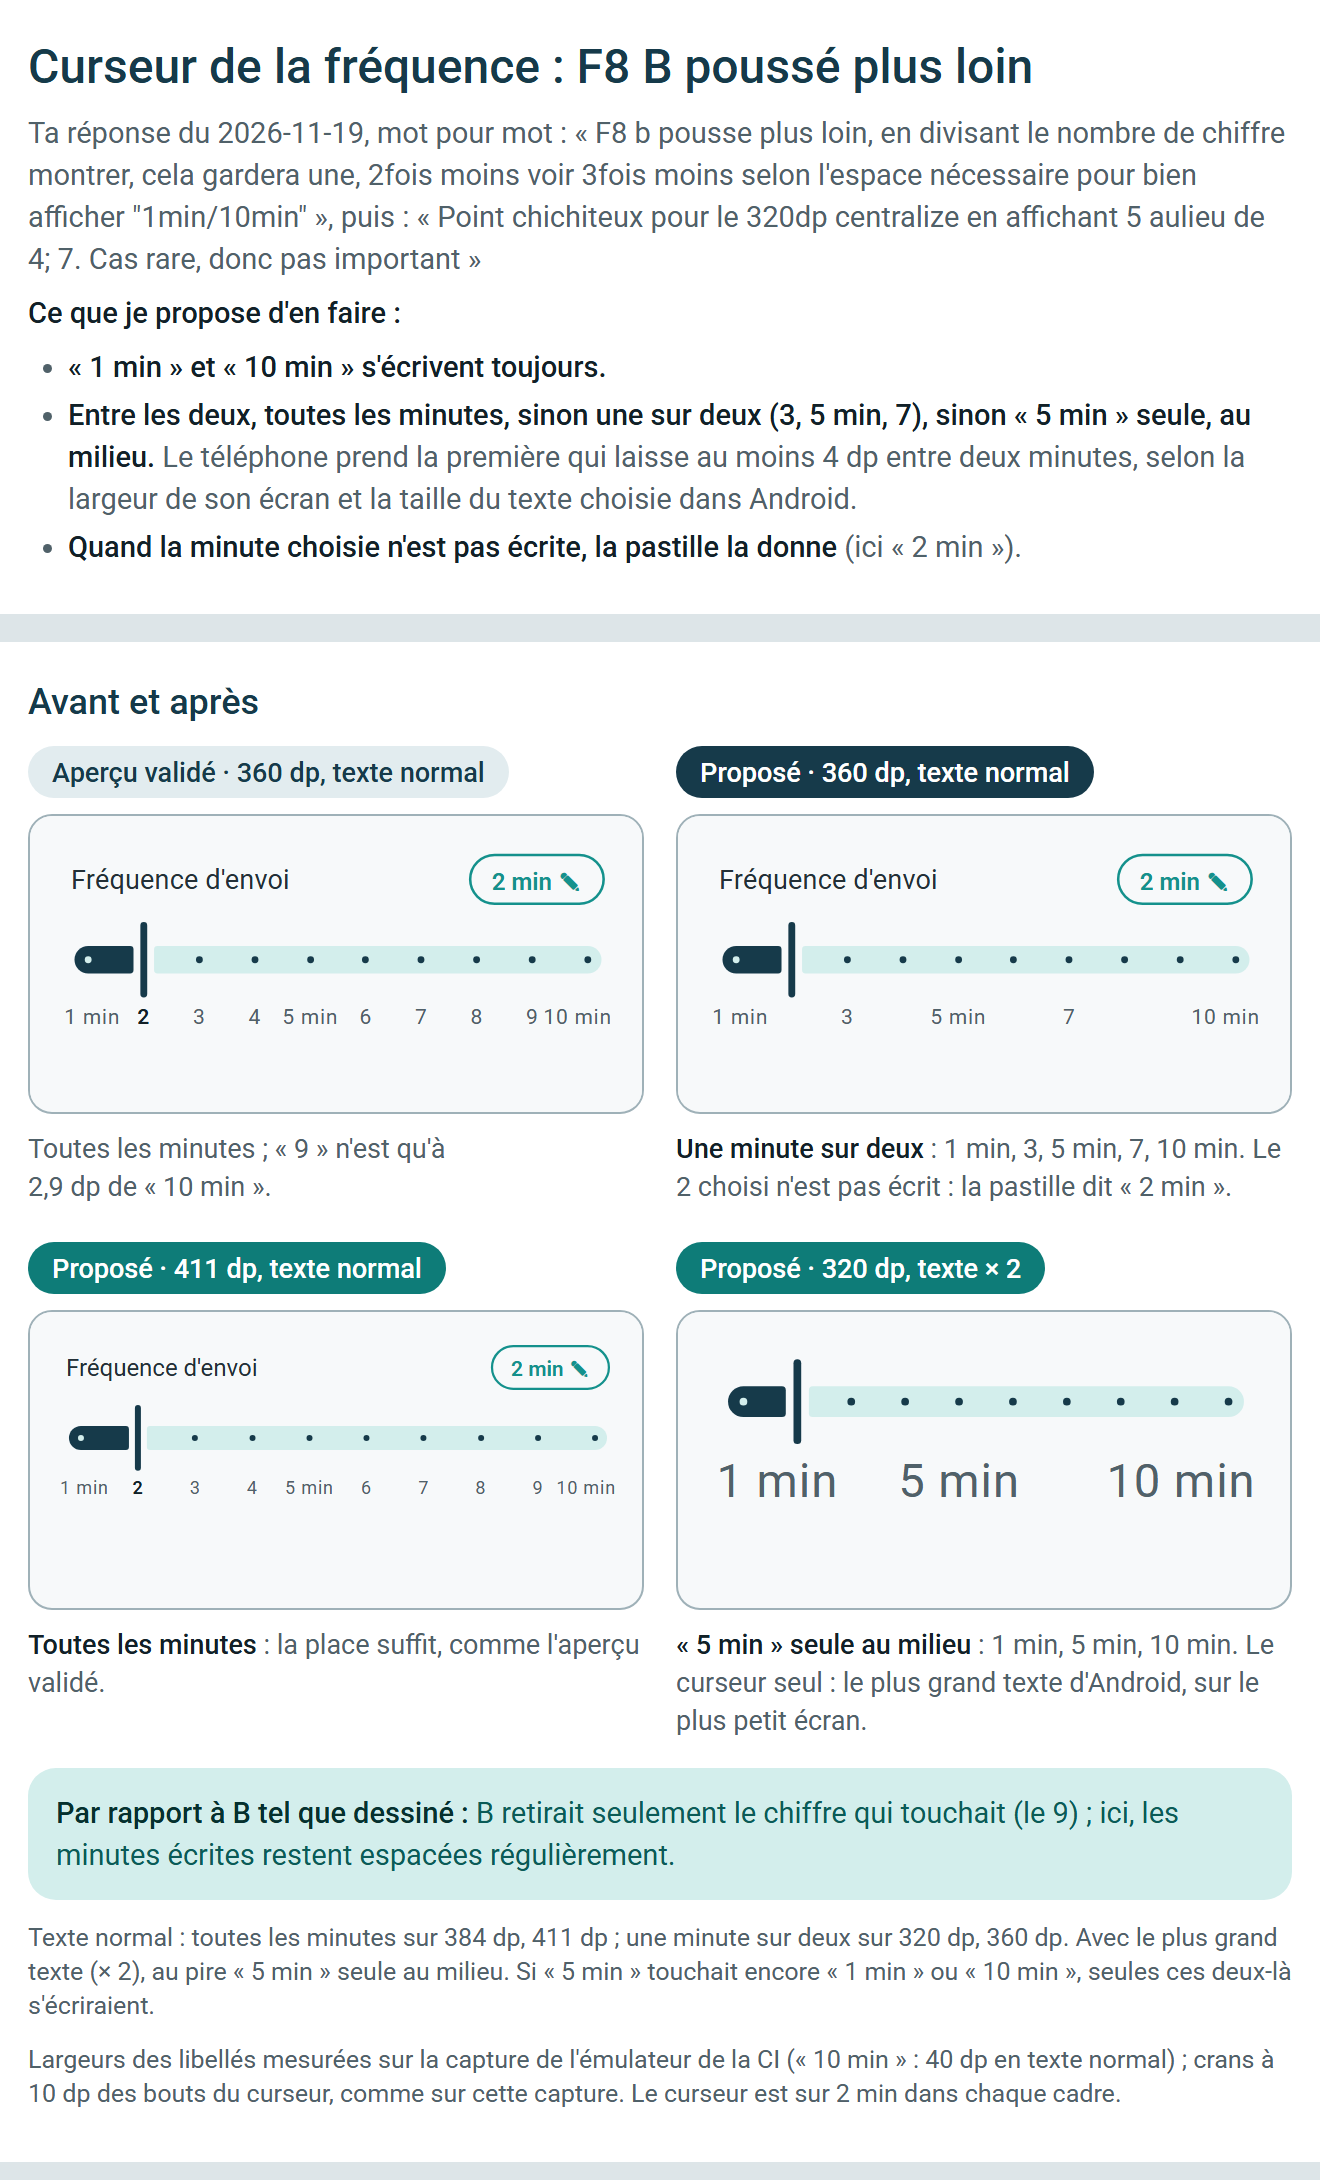 Curseur de la fréquence : F8 B poussé plus loin
Ta réponse du 2026-11-19, mot pour mot : « F8 b pousse plus loin, en divisant le nombre de chiffre
montrer, cela gardera une, 2fois moins voir 3fois moins selon l'espace nécessaire pour bien
afficher "1min/10min" », puis : « Point chichiteux pour le 320dp centralize en affichant 5 aulieu de
4; 7. Cas rare, donc pas important »
Ce que je propose d'en faire :
• « 1 min » et « 10 min » s'écrivent toujours.
• Entre les deux, toutes les minutes, sinon une sur deux (3, 5 min, 7), sinon « 5 min » seule, au
milieu. Le téléphone prend la première qui laisse au moins 4 dp entre deux minutes, selon la
largeur de son écran et la taille du texte choisie dans Android.
• Quand la minute choisie n'est pas écrite, la pastille la donne (ici « 2 min »).
Avant et après
Aperçu validé · 360 dp, texte normal
Fréquence d'envoi 2 min
1 min 2 3 4 5 min 6 7 8 9 10 min
Toutes les minutes ; « 9 » n'est qu'à
2,9 dp de « 10 min ».
Proposé · 360 dp, texte normal
Fréquence d'envoi 2 min
1 min 3 5 min 7 10 min
Une minute sur deux : 1 min, 3, 5 min, 7, 10 min. Le
2 choisi n'est pas écrit : la pastille dit « 2 min ».
Proposé · 411 dp, texte normal
Fréquence d'envoi 2 min
1 min 2 3 4 5 min 6 7 8 9 10 min
Toutes les minutes : la place suffit, comme l'aperçu
validé.
Proposé · 320 dp, texte × 2
1 min 5 min 10 min
« 5 min » seule au milieu : 1 min, 5 min, 10 min. Le
curseur seul : le plus grand texte d'Android, sur le
plus petit écran.
Par rapport à B tel que dessiné : B retirait seulement le chiffre qui touchait (le 9) ; ici, les
minutes écrites restent espacées régulièrement.
Texte normal : toutes les minutes sur 384 dp, 411 dp ; une minute sur deux sur 320 dp, 360 dp. Avec le plus grand
texte (× 2), au pire « 5 min » seule au milieu. Si « 5 min » touchait encore « 1 min » ou « 10 min », seules ces deux-là
s'écriraient.
Largeurs des libellés mesurées sur la capture de l'émulateur de la CI (« 10 min » : 40 dp en texte normal) ; crans à
10 dp des bouts du curseur, comme sur cette capture. Le curseur est sur 2 min dans chaque cadre.